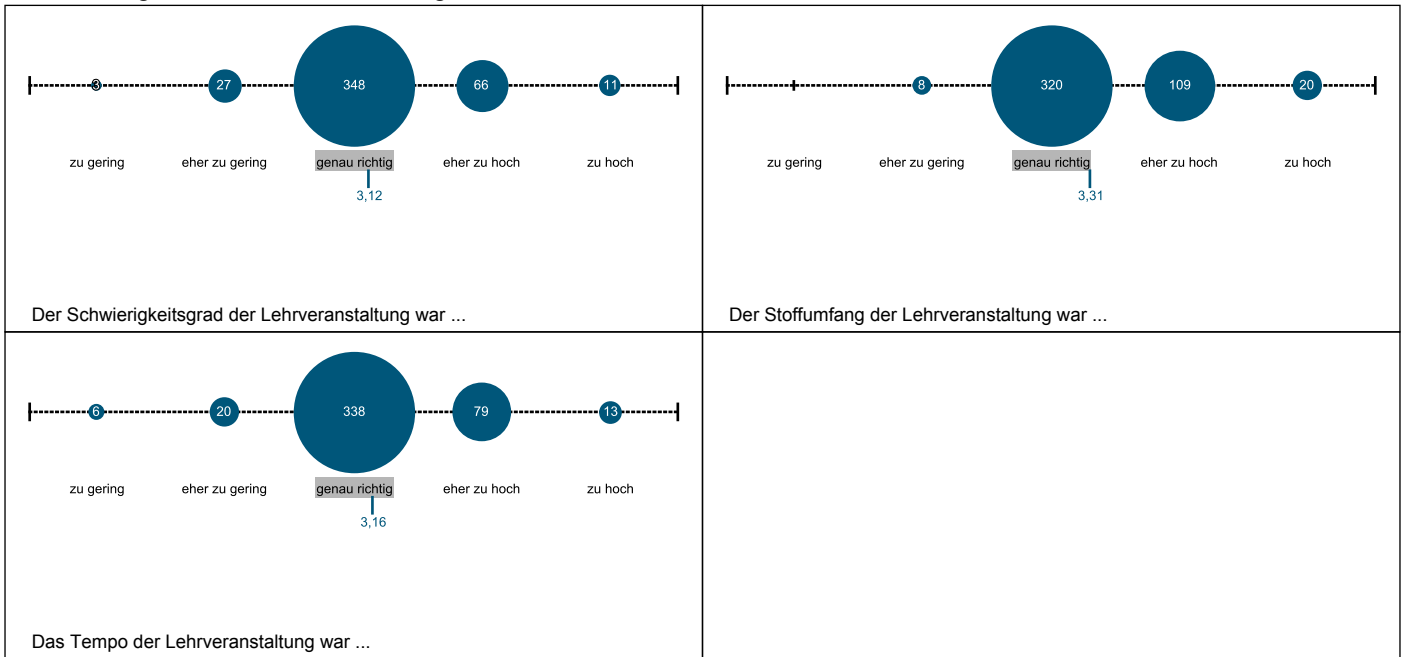 3 27 348 66 11
zu gering eher zu gering genau richtig eher zu hoch zu hoch
3,12
Der Schwierigkeitsgrad der Lehrveranstaltung war ...
8 320 109 20
zu gering eher zu gering genau richtig eher zu hoch zu hoch
3,31
Der Stoffumfang der Lehrveranstaltung war ...
6 20 338 79 13
zu gering eher zu gering genau richtig eher zu hoch zu hoch
3,16
Das Tempo der Lehrveranstaltung war ...